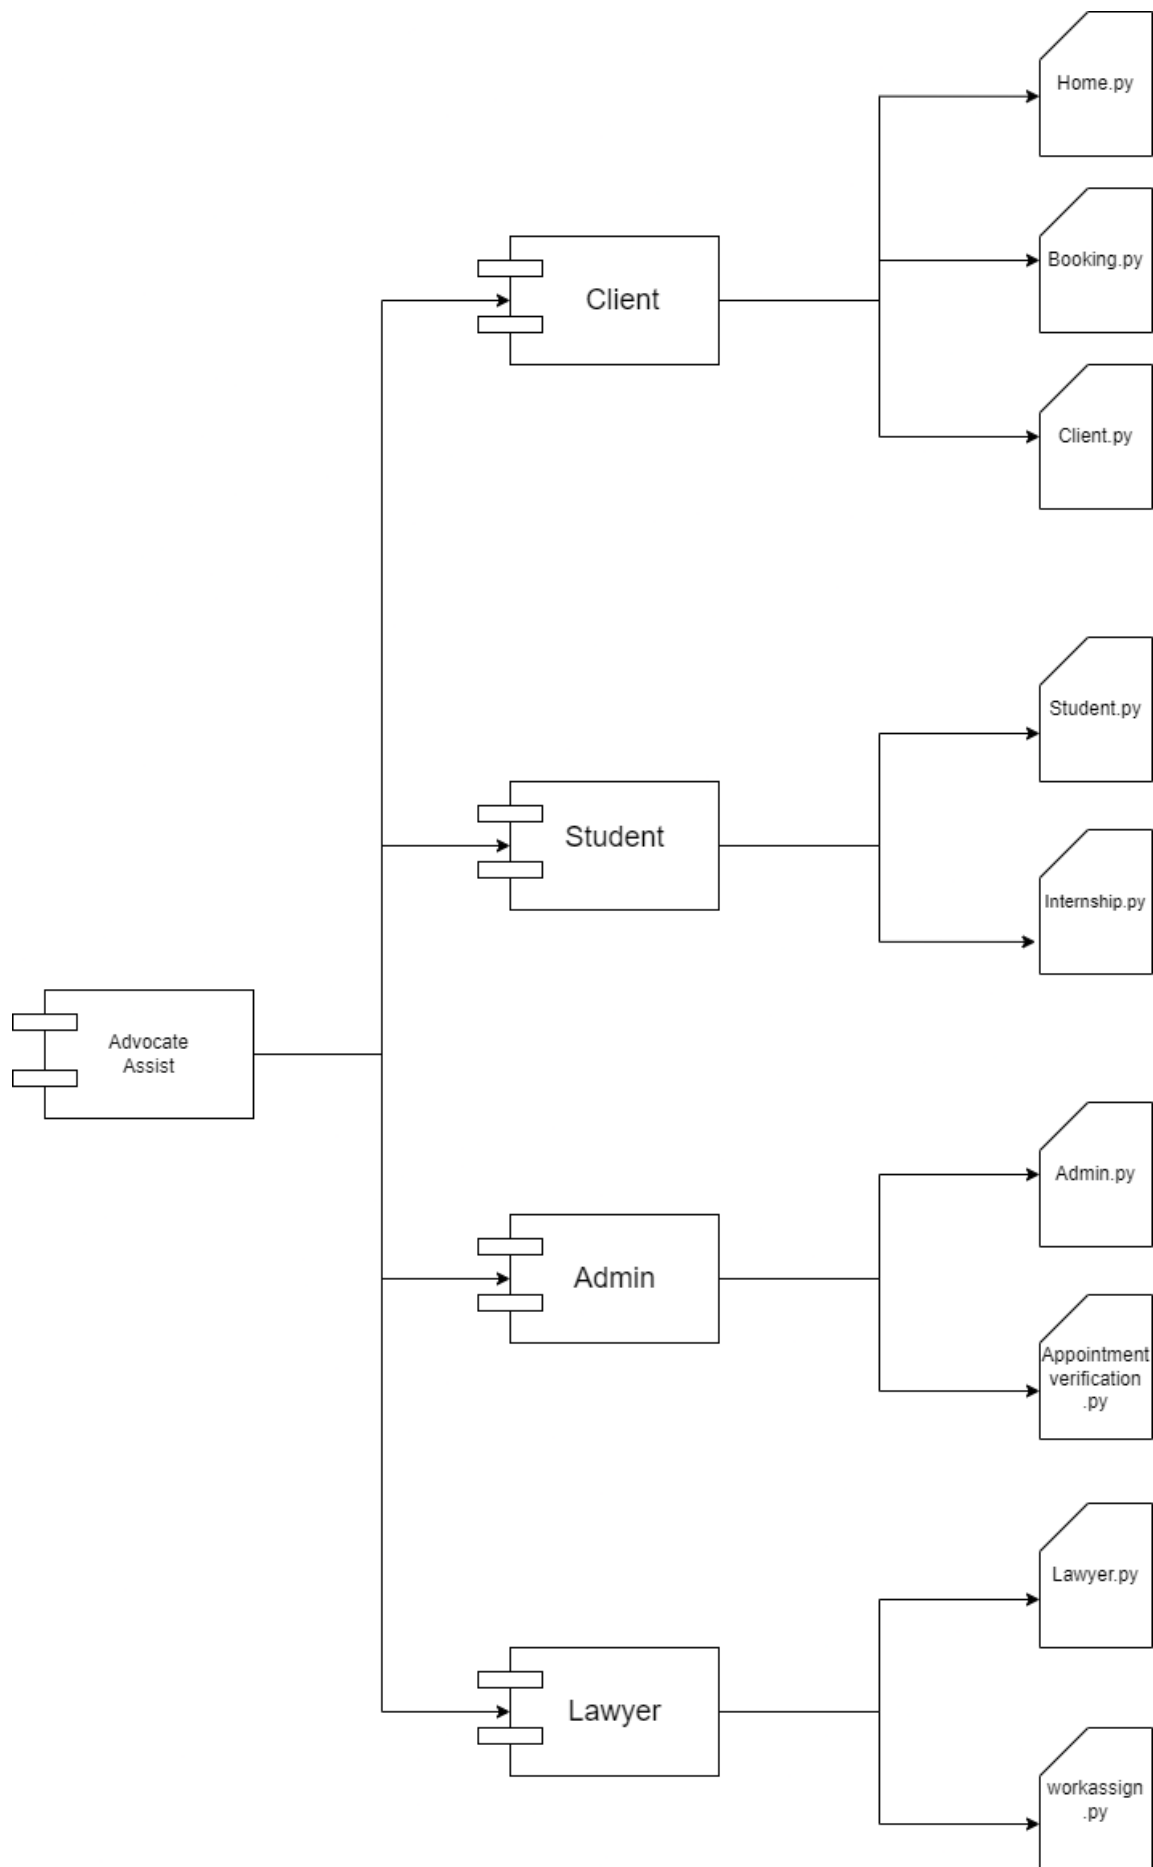 Home.py
Booking.py
Client
Client.py
Student.py
Student
Internship.py
Advocate
Assist
Admin.py
Admin
Appointment
verification
.py
Lawyer.py
Lawyer
workassign
.py